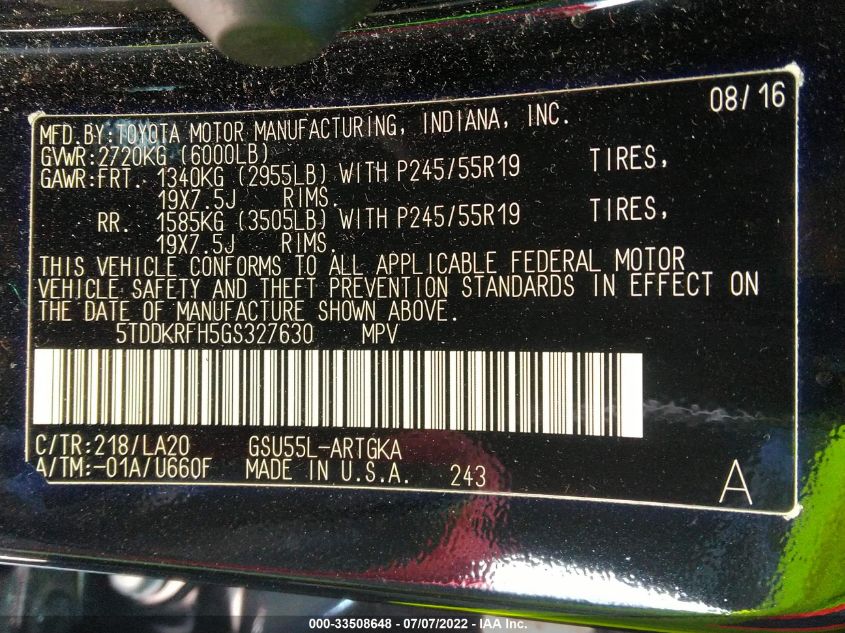 08/16
MFD.BY:TOYOTA MOTOR MANUFACTURING, INDIANA, INC.
GVWR:2720KG (6000LB)
GAWR:FRT. 1340KG (2955LB) WITH P245/55R19 TIRES,
19X7.5J RIMS.
RR. 1585KG (3505LB) WITH P245/55R19 TIRES,
19X7.5J RIMS.
THIS VEHICLE CONFORMS TO ALL APPLICABLE FEDERAL MOTOR
VEHICLE SAFETY AND THEFT PREVENTION STANDARDS IN EFFECT ON
THE DATE OF MANUFACTURE SHOWN ABOVE.
5TDDKRFH5GS327630 MPV
C/TR:218/LA20 GSU55L-ARTGKA
A/TM:-01A/U660F MADE IN U.S.A. 243 A
000-33508648 - 07/07/2022 - IAA Inc.